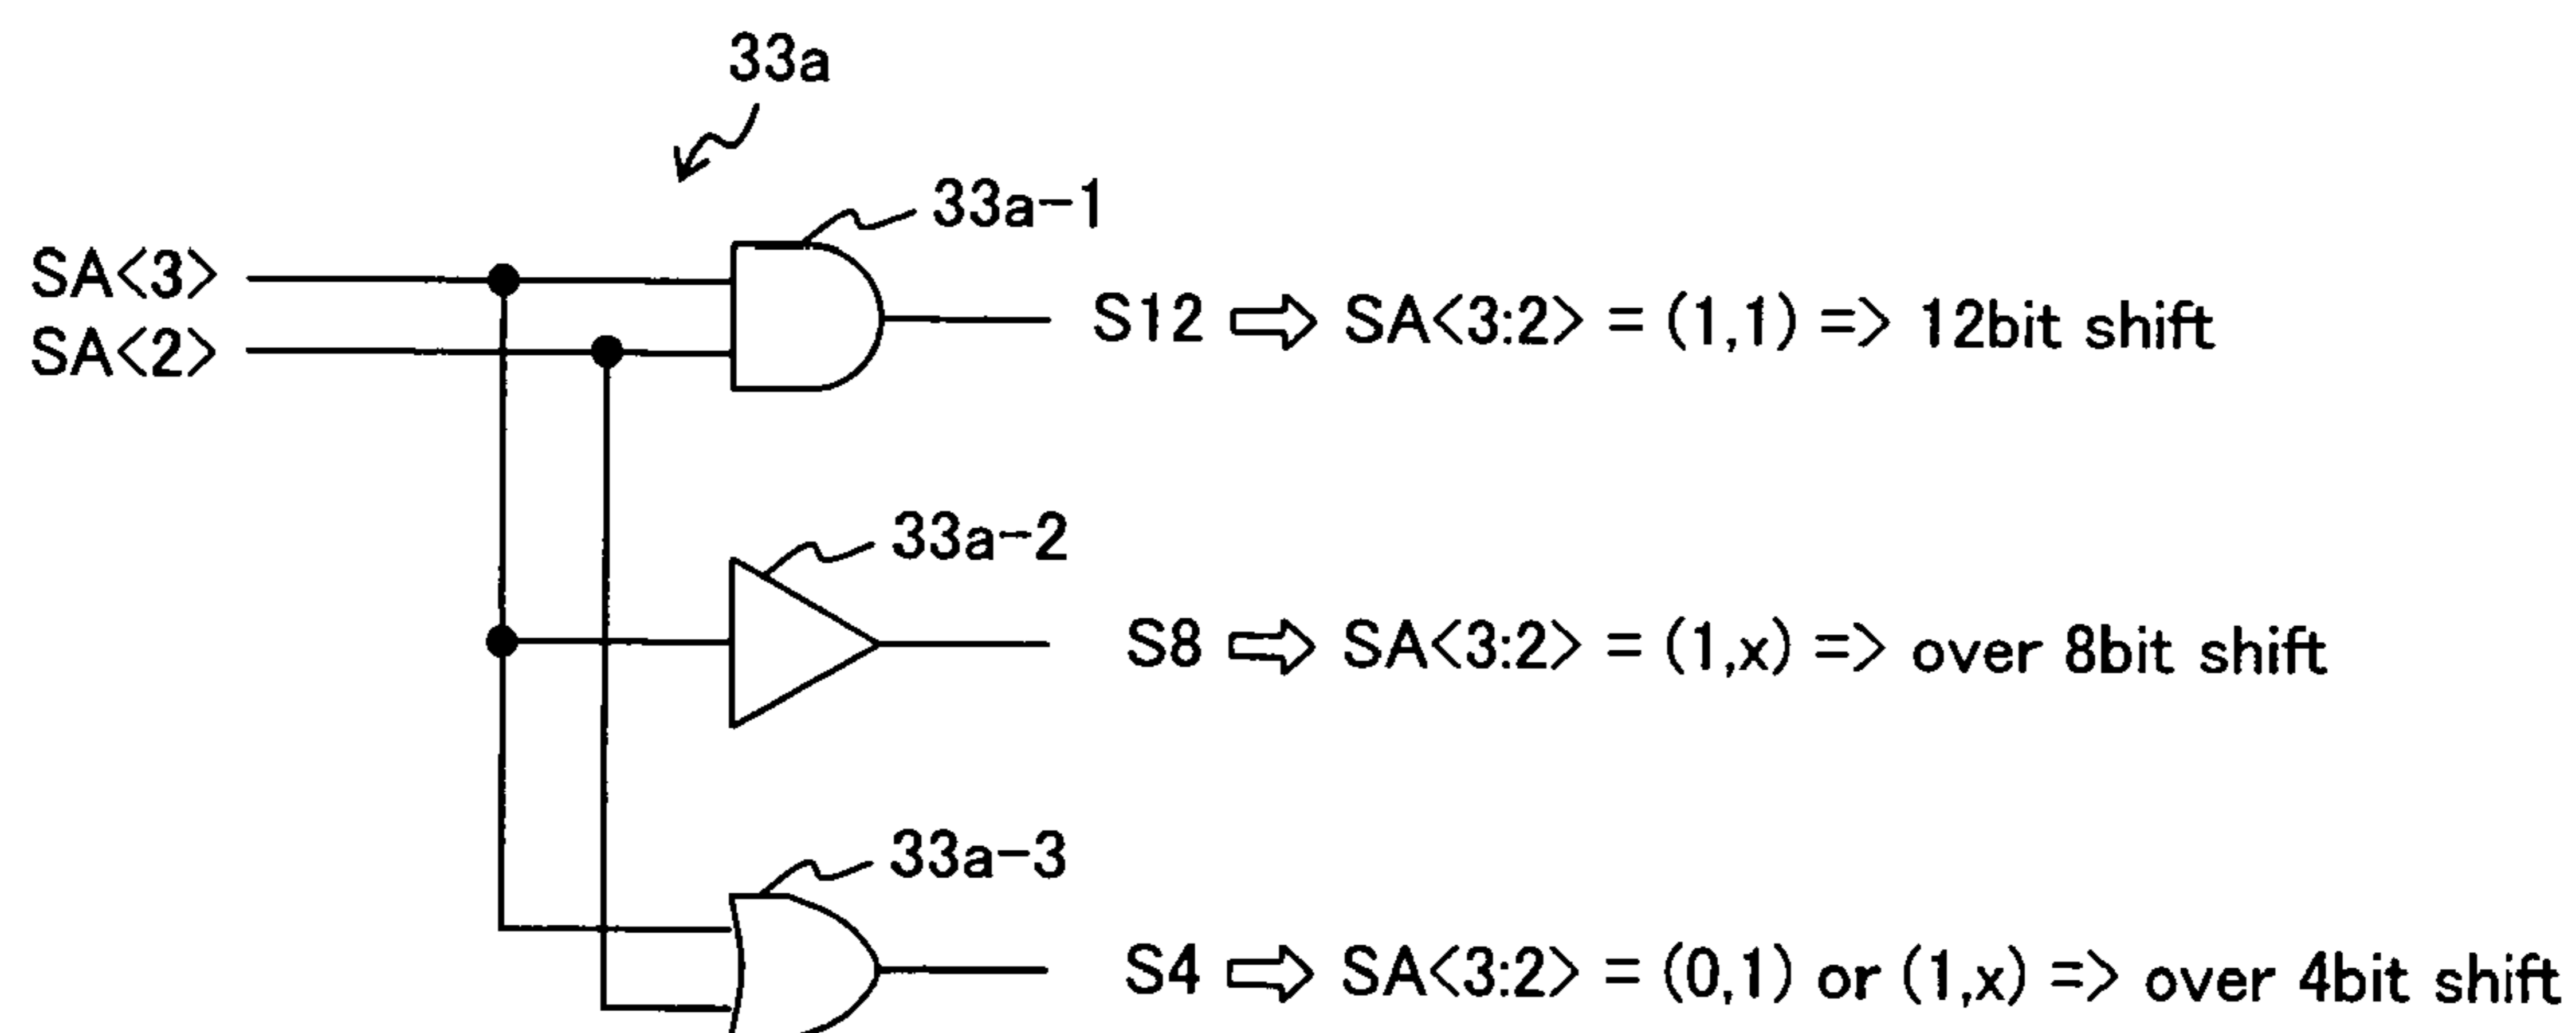 33a
33a-1
SA<3>
SA<2>
S12 ⇨ SA<3:2> = (1,1) => 12bit shift
33a-2
S8 ⇨ SA<3:2> = (1,x) => over 8bit shift
33a-3
S4 ⇨ SA<3:2> = (0,1) or (1,x) => over 4bit shift